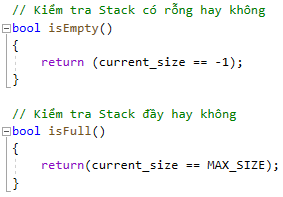 // Kiểm tra Stack có rỗng hay không
bool isEmpty()
{
return (current_size == -1);
}
// Kiểm tra Stack đầy hay không
bool isFull()
{
return(current_size == MAX_SIZE);
}